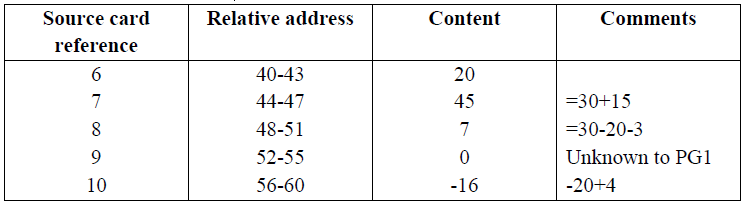 Source card reference Relative address Content Comments
6 40-43 20
7 44-47 45 =30+15
8 48-51 7 =30-20-3
9 52-55 0 Unknown to PG1
10 56-60 -16 -20+4